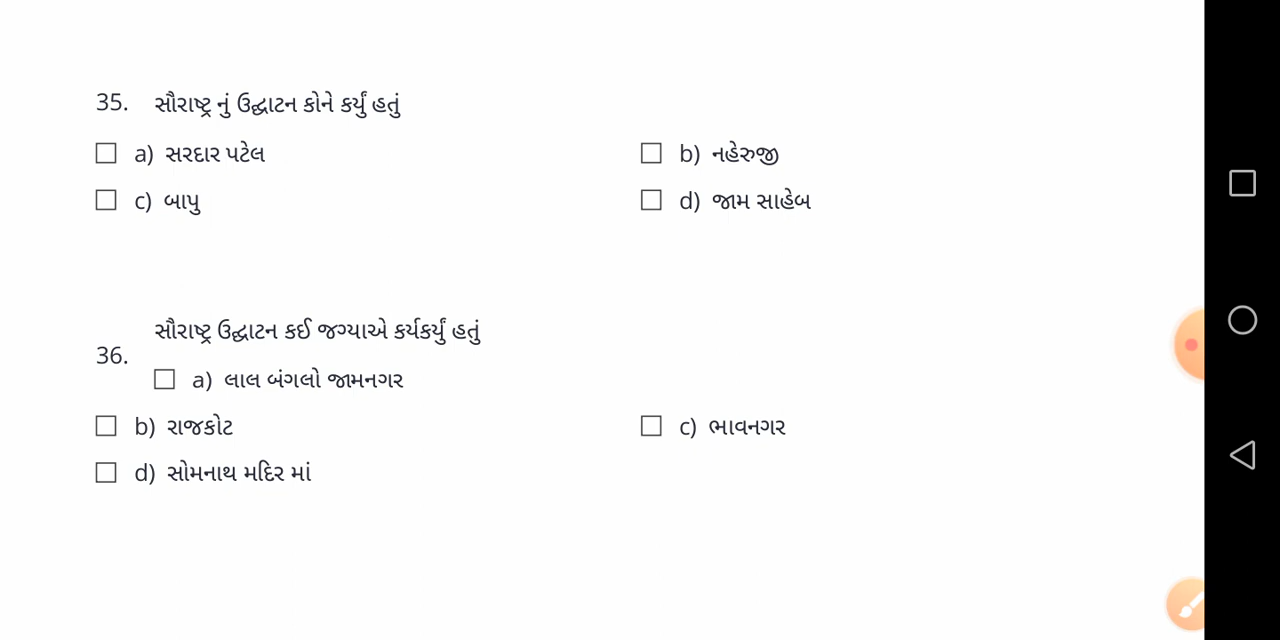 35. સૌરાષ્ટ્ર નું ઉદ્ઘાટન કોને કર્યું હતું
a) સરદાર પટેલ b) નહેરુજી
c) બાપુ d) જામ સાહેબ
સૌરાષ્ટ્ર ઉદ્ઘાટન કઈ જગ્યાએ કર્યકર્યું હતું
36.
a) લાલ બંગલો જામનગર
b) રાજકોટ c) ભાવનગર
d) સોમનાથ મદિર માં